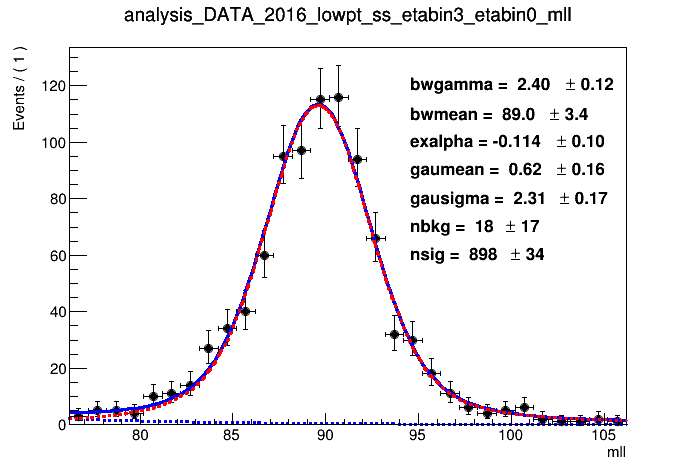 analysis_DATA_2016_lowpt_ss_etabin3_etabin0_mll
Events / ( 1 )
120
100
80
60
40
20
0
bwgamma = 2.40 ± 0.12
bwmean = 89.0 ± 3.4
exalpha = -0.114 ± 0.10
gaumean = 0.62 ± 0.16
gausigma = 2.31 ± 0.17
nbkg = 18 ± 17
nsig = 898 ± 34
80 85 90 95 100 105
mll